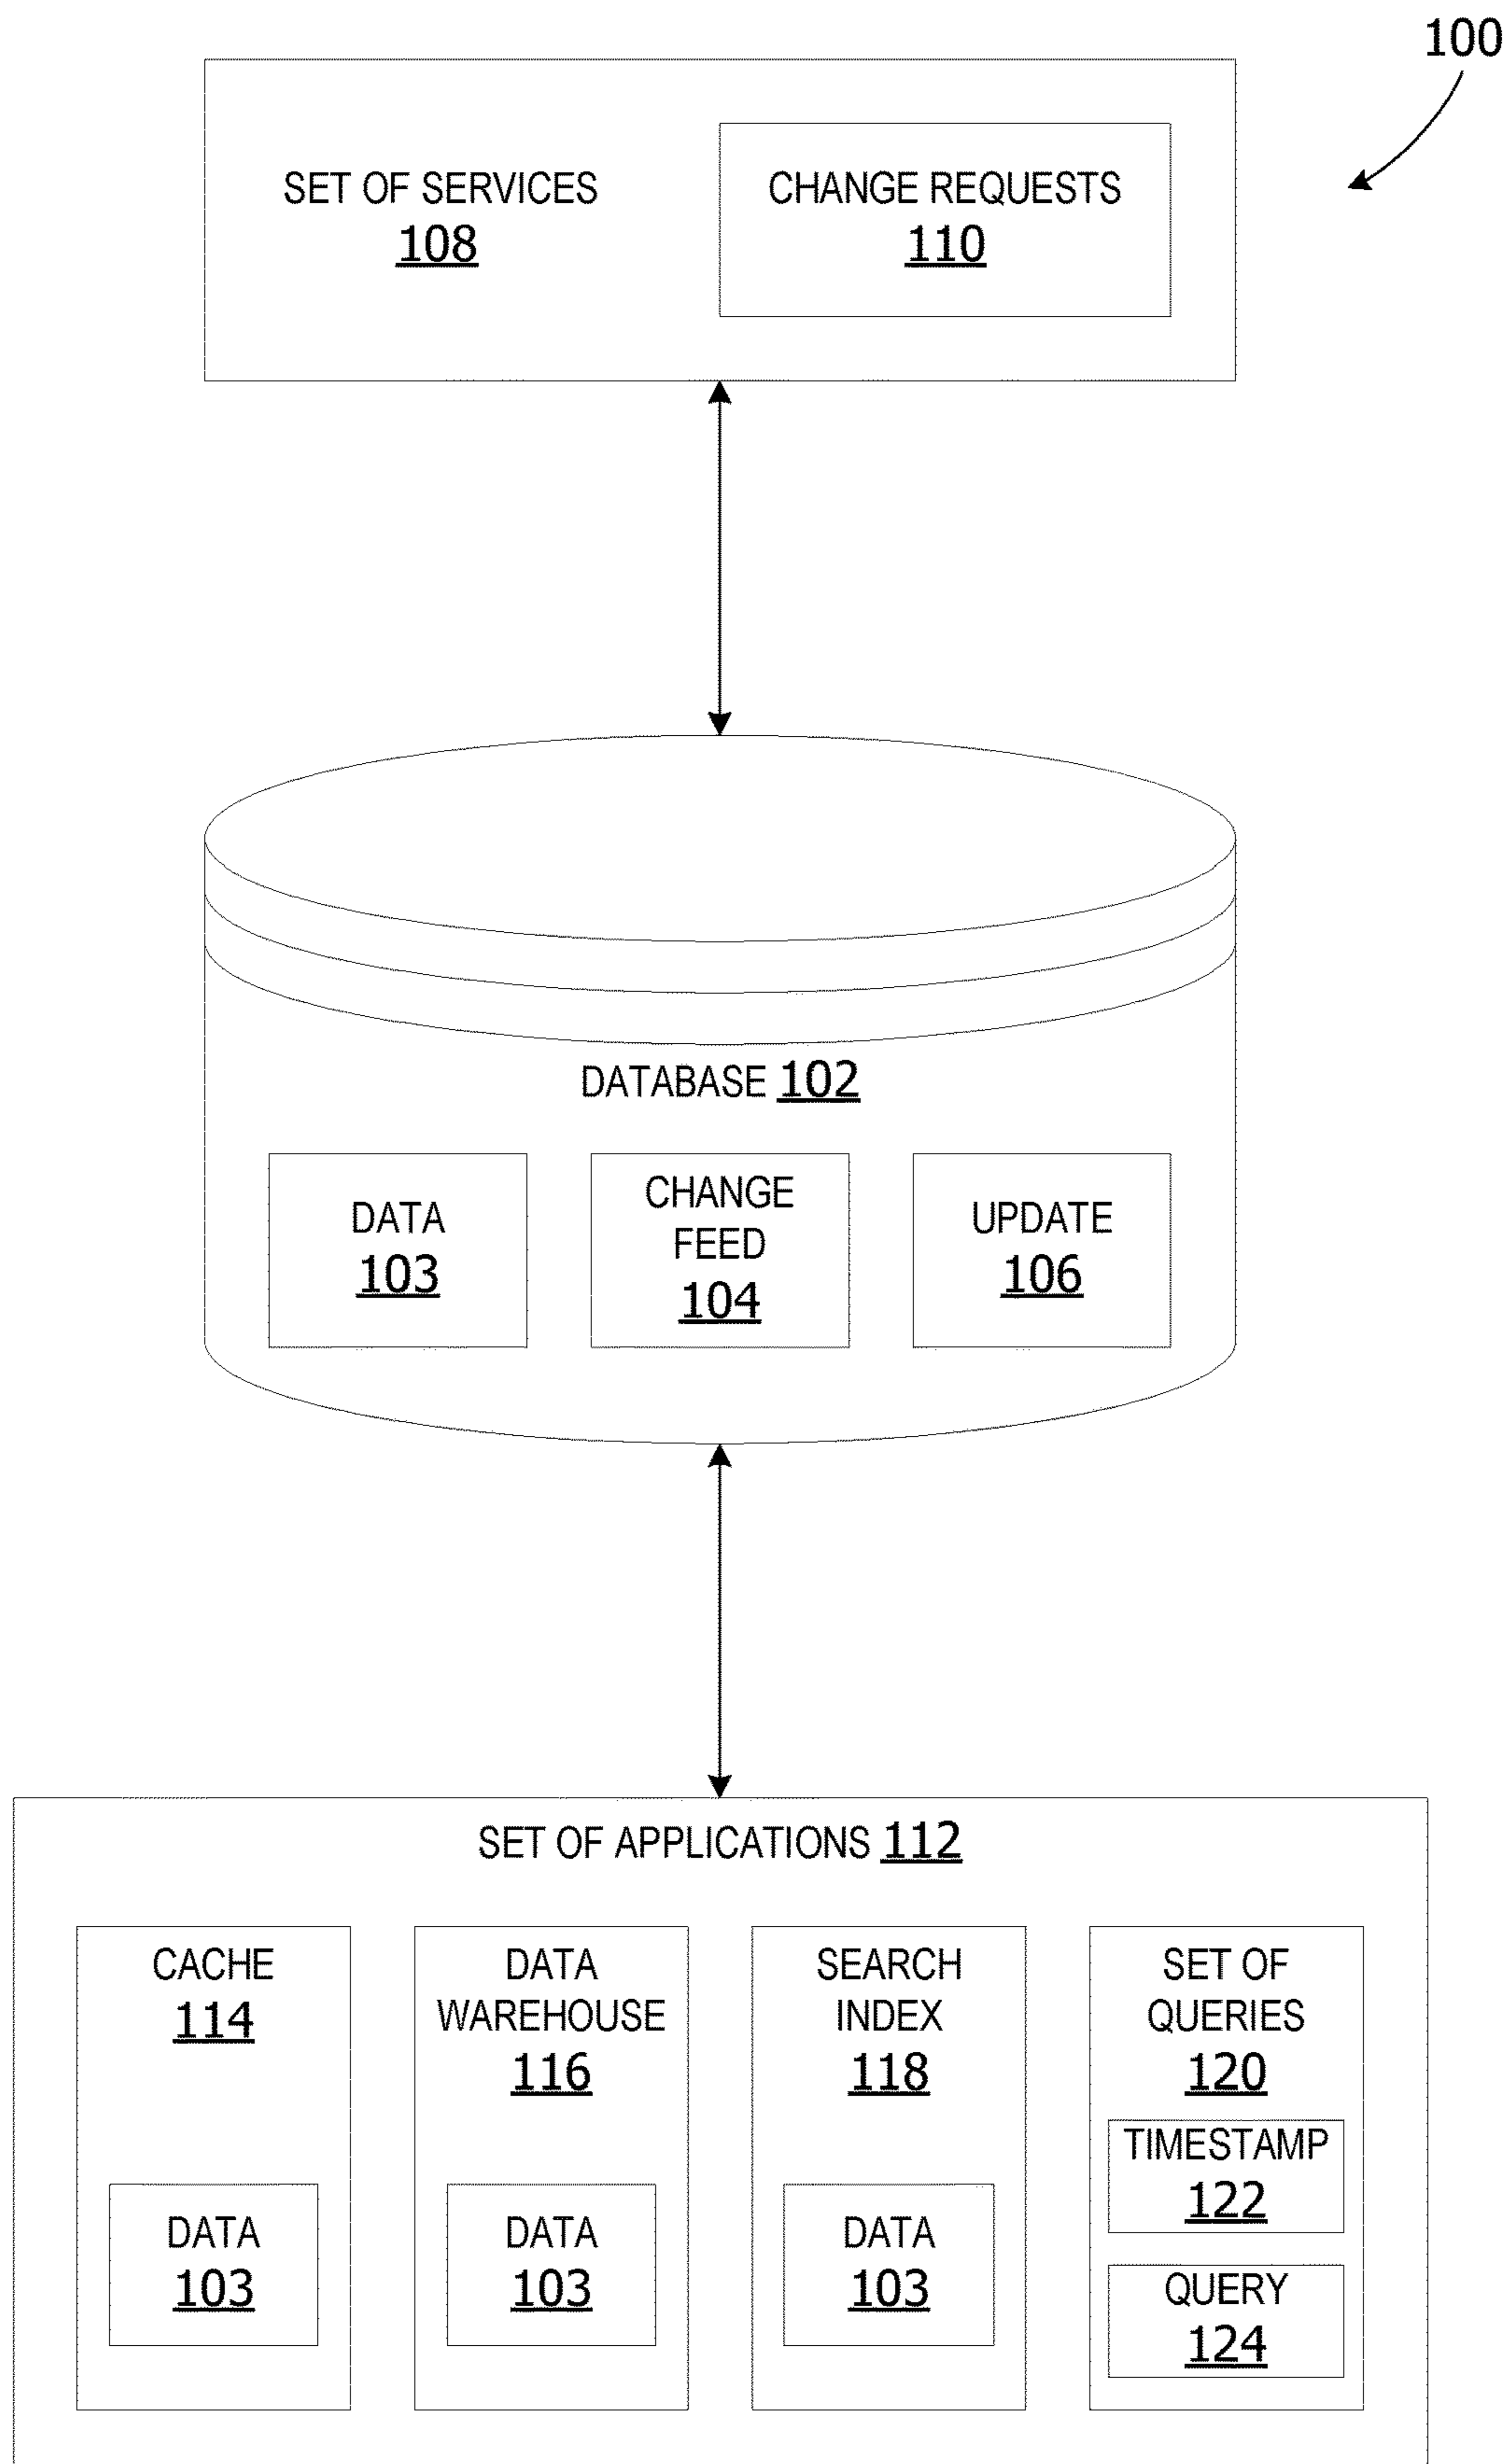 100
SET OF SERVICES
108
CHANGE REQUESTS
110
DATABASE 102
DATA
103
CHANGE
FEED
104
UPDATE
106
SET OF APPLICATIONS 112
CACHE
114
DATA
103
DATA
WAREHOUSE
116
DATA
103
SEARCH
INDEX
118
DATA
103
SET OF
QUERIES
120
TIMESTAMP
122
QUERY
124